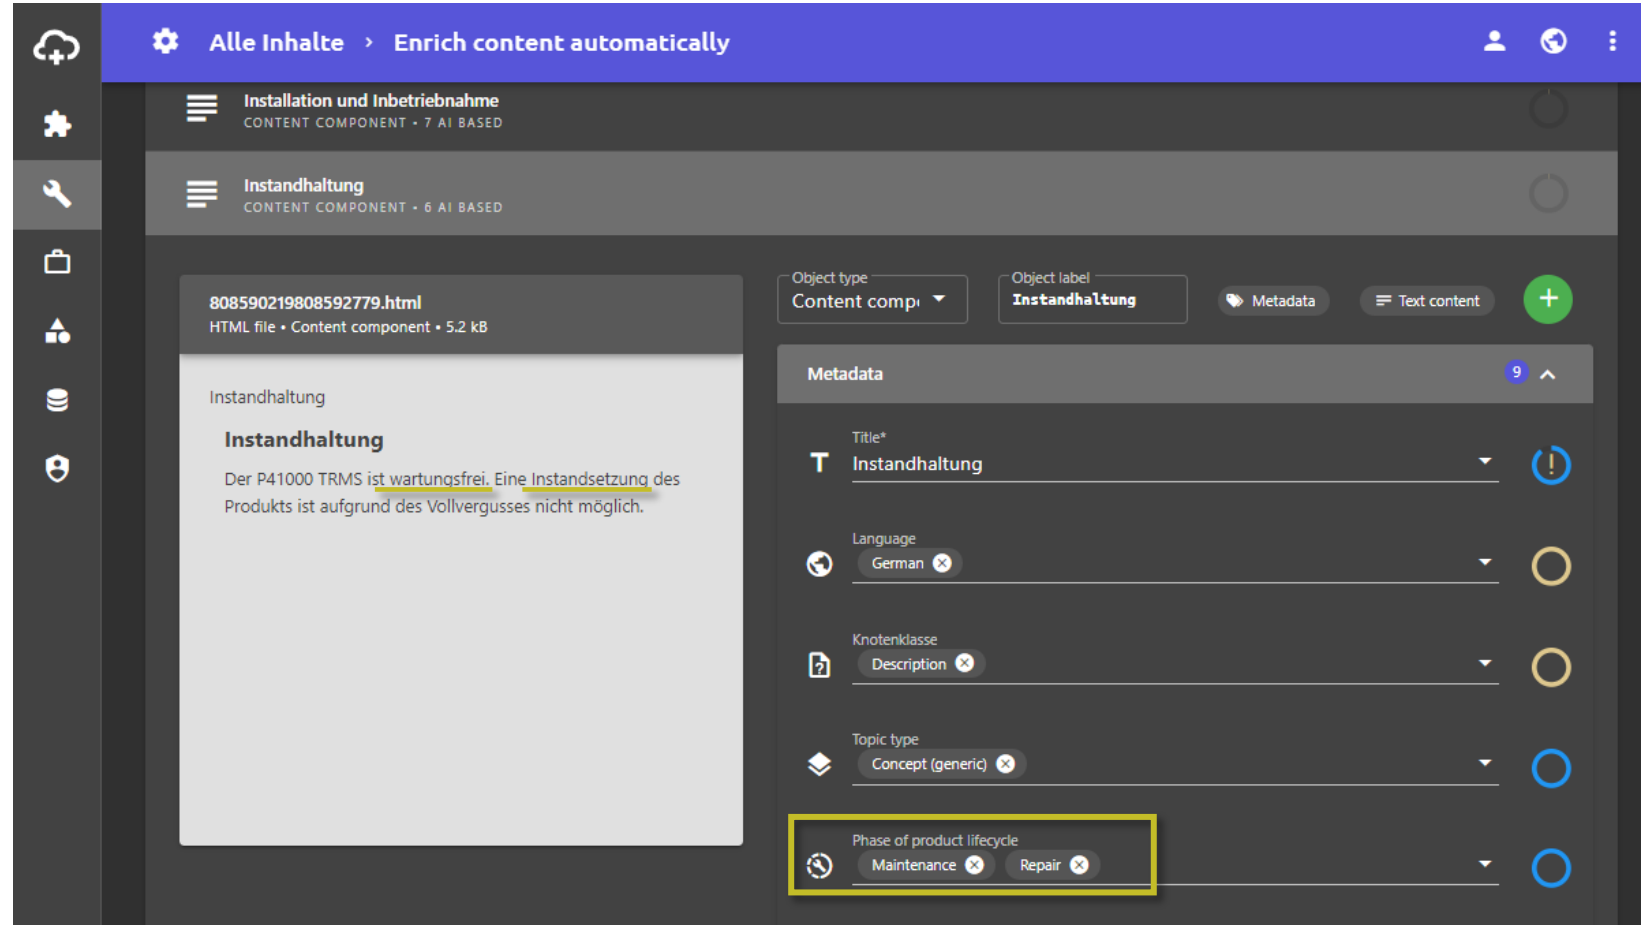 Alle Inhalte › Enrich content automatically
Installation und Inbetriebnahme
CONTENT COMPONENT • 7 AI BASED
Instandhaltung
CONTENT COMPONENT • 6 AI BASED
808590219808592779.html
HTML file • Content component • 5.2 kB
Instandhaltung
Instandhaltung
Der P41000 TRMS ist wartungsfrei. Eine Instandsetzung des
Produkts ist aufgrund des Vollvergusses nicht möglich.
Object type
Content comp
Object label
Instandhaltung
Metadata
Text content
Metadata
9
Title*
Instandhaltung
Language
German
Knotenklasse
Description
Topic type
Concept (generic)
Phase of product lifecycle
Maintenance Repair